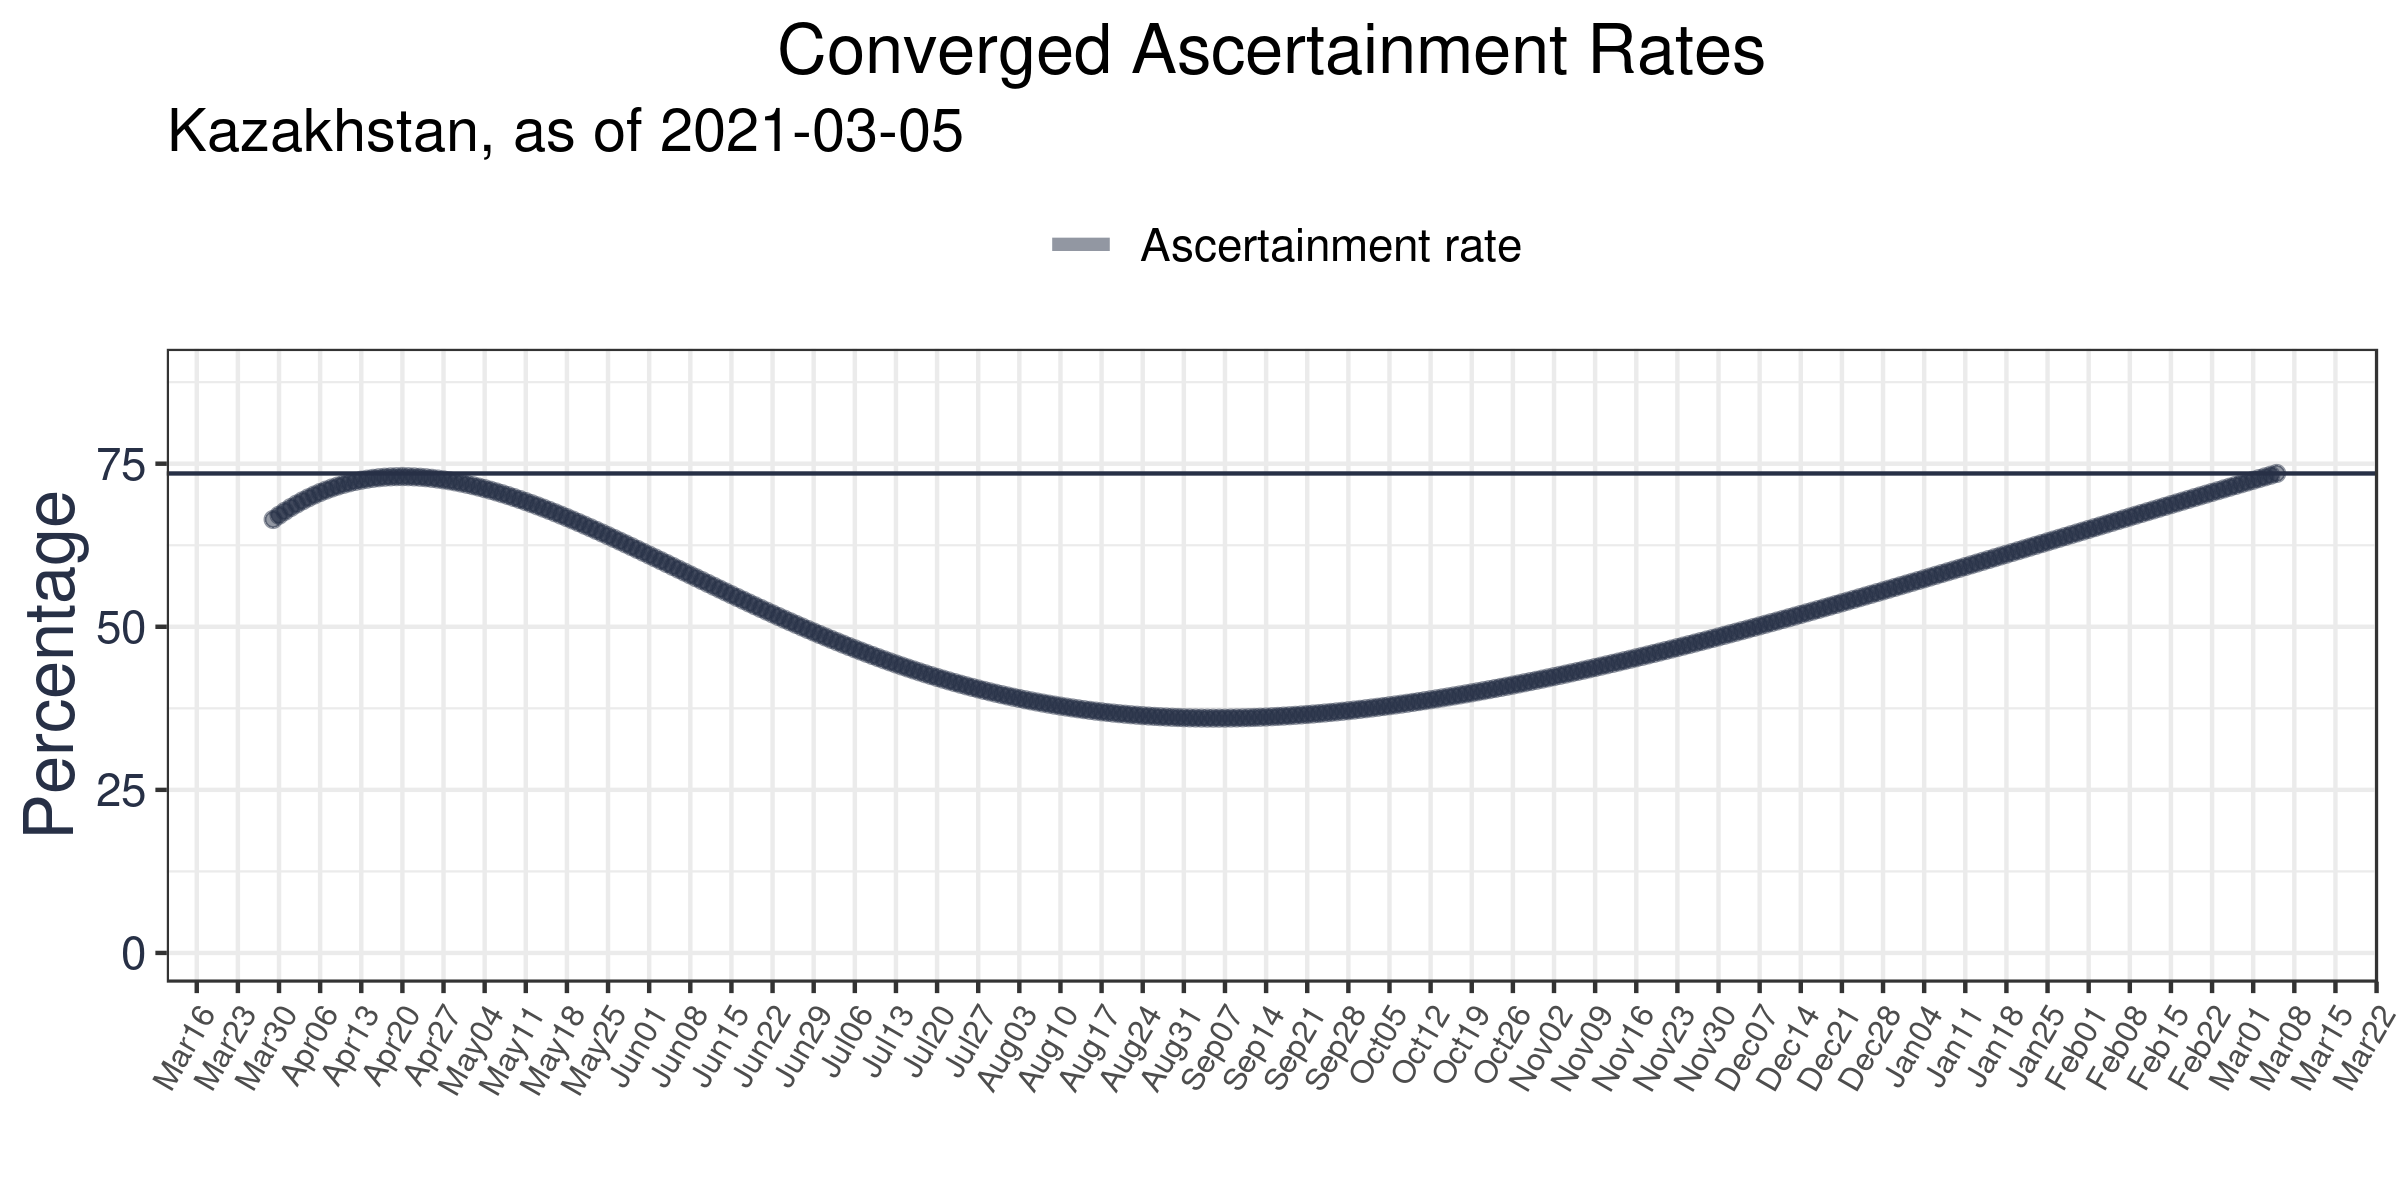 Converged Ascertainment Rates
Kazakhstan, as of 2021-03-05
Ascertainment rate
Percentage
75
50
25
0
Mar16
Mar23
Mar30
Apr06
Apr13
Apr20
Apr27
May04
May11
May18
May25
Jun01
Jun08
Jun15
Jun22
Jun29
Jul06
Jul13
Jul20
Jul27
Aug03
Aug10
Aug17
Aug24
Aug31
Sep07
Sep14
Sep21
Sep28
Oct05
Oct12
Oct19
Oct26
Nov02
Nov09
Nov16
Nov23
Nov30
Dec07
Dec14
Dec21
Dec28
Jan04
Jan11
Jan18
Jan25
Feb01
Feb08
Feb15
Feb22
Mar01
Mar08
Mar15
Mar22